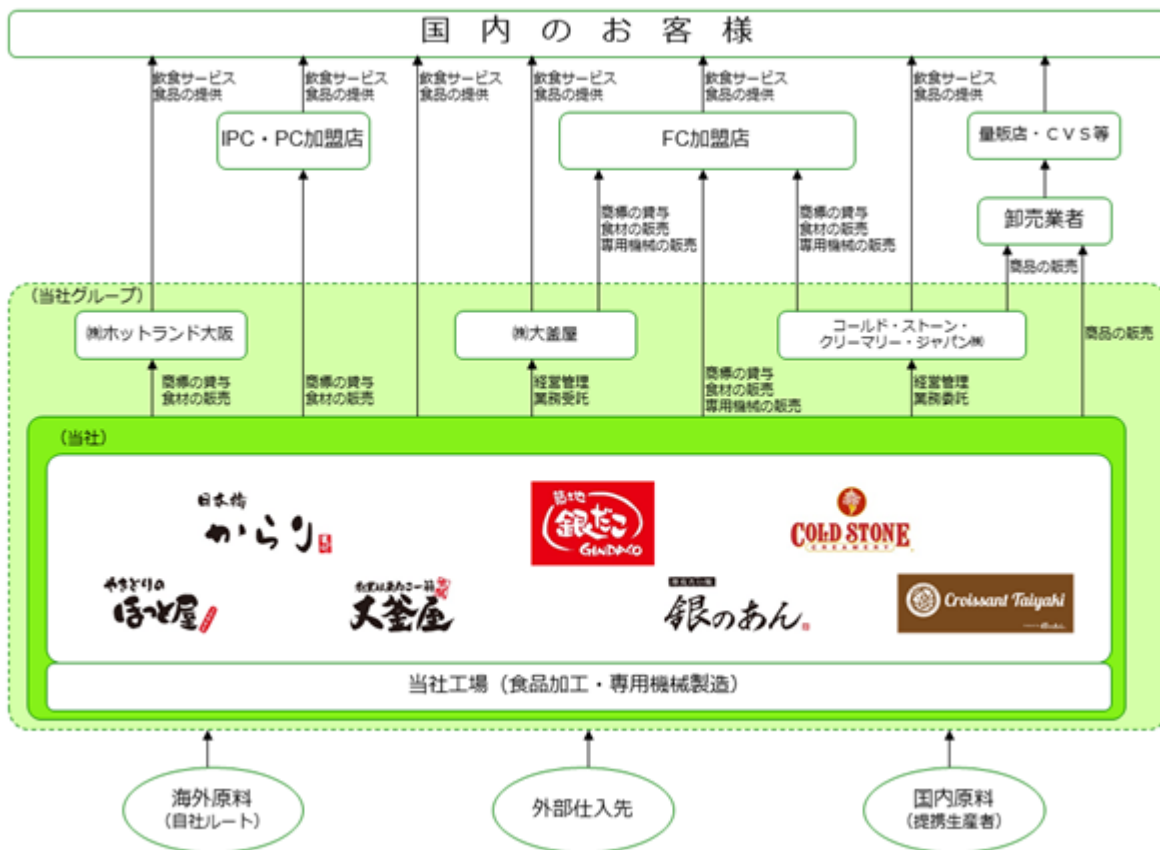 国内のお客様
飲食サービス
食品の提供
飲食サービス
食品の提供
飲食サービス
食品の提供
飲食サービス
食品の提供
飲食サービス
食品の提供
飲食サービス
食品の提供
IPC・PC加盟店
FC加盟店
量販店・CVS等
卸売業者
商標の貸与
食材の販売
専用機械の販売
商標の貸与
食材の販売
専用機械の販売
商品の販売
(当社グループ)
㈱ホットランド大阪
㈱大釜屋
コールド・ストーン・
クリーマリー・ジャパン㈱
商品の販売
商標の貸与
食材の販売
商標の貸与
食材の販売
経営管理
業務受託
商標の貸与
食材の販売
専用機械の販売
経営管理
業務委託
(当社)
日本橋
からり
築地
銀だこ
GINDACO
COLD STONE
CREAMERY
やきとりの
ほっと屋
大釜屋
銀のあん
Croissant Taiyaki
当社工場(食品加工・専用機械製造)
海外原料
(自社ルート)
外部仕入先
国内原料
(提携生産者)